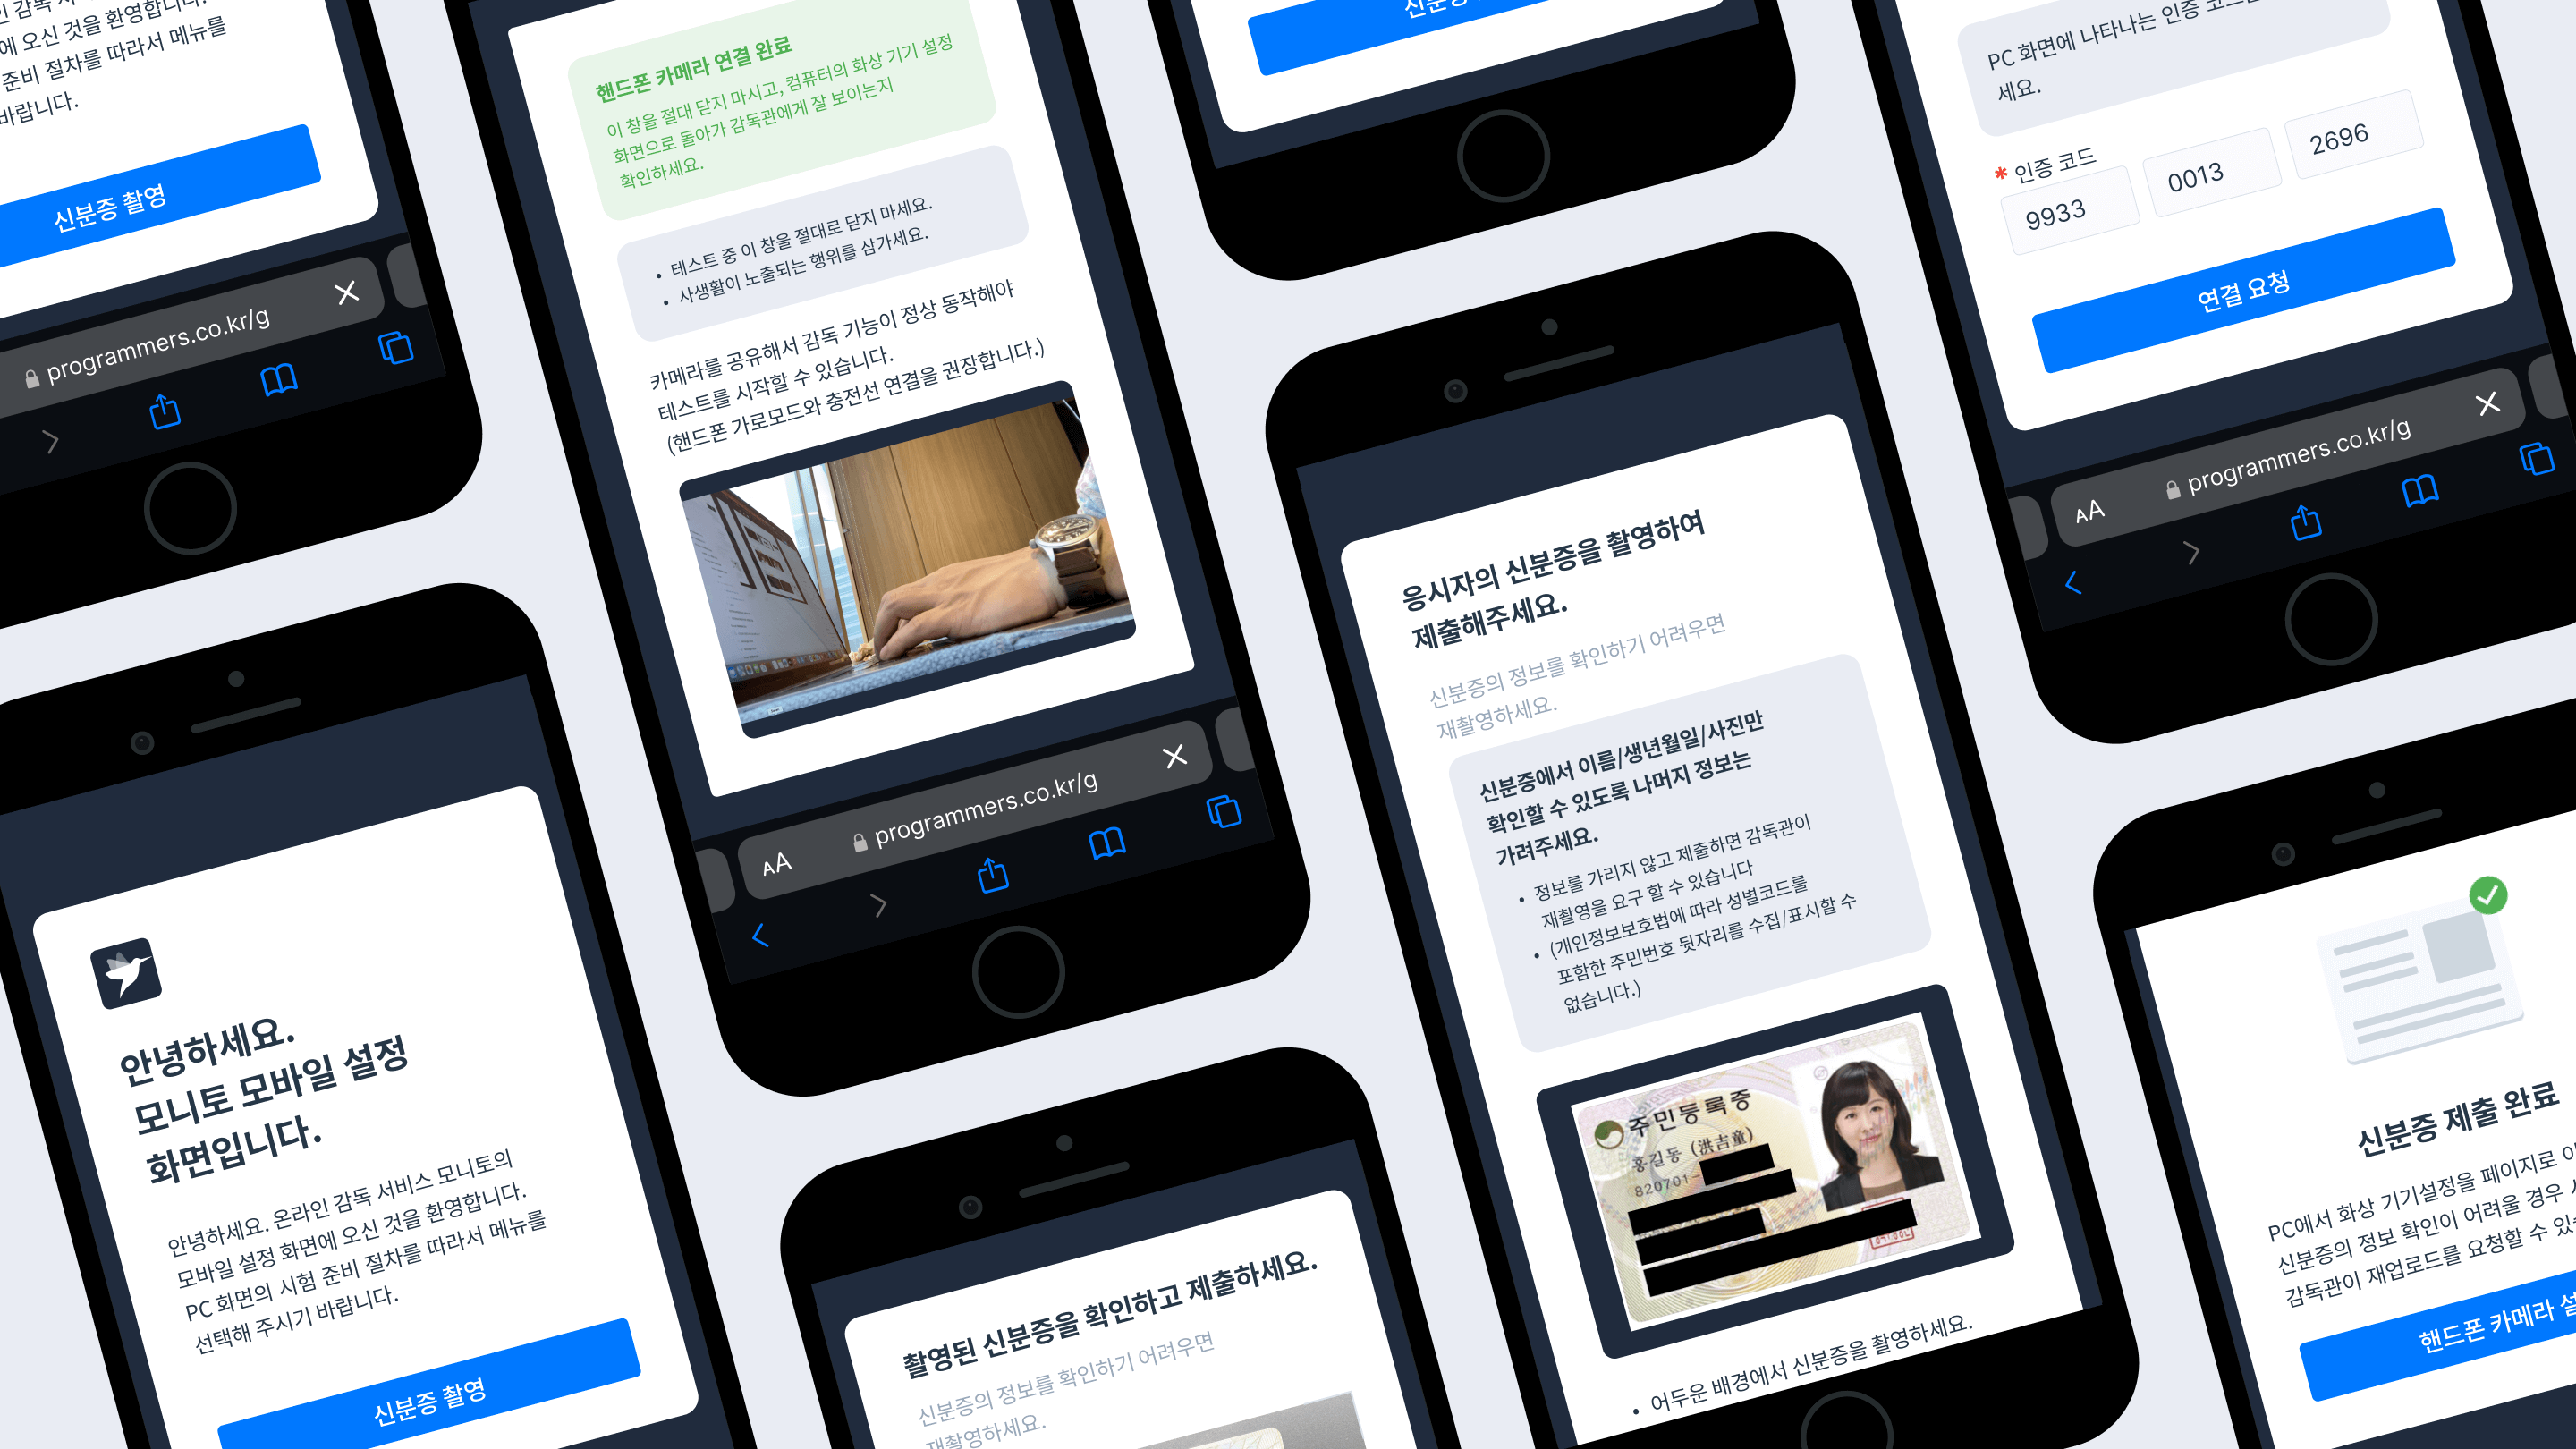 에 오신 것을 환영합니다.
준비 절차를 따라서 메뉴를
바랍니다.
신분증 촬영
programmers.co.kr/g
안녕하세요.
모니토 모바일 설정
화면입니다.
안녕하세요. 온라인 감독 서비스 모니토의
모바일 설정 화면에 오신 것을 환영합니다.
PC 화면의 시험 준비 절차를 따라서 메뉴를
선택해 주시기 바랍니다.
신분증 촬영
핸드폰 카메라 연결 완료
이 창을 절대 닫지 마시고, 컴퓨터의 화상 기기 설정
화면으로 돌아가 감독관에게 잘 보이는지
확인하세요.
• 테스트 중 이 창을 절대로 닫지 마세요.
• 사생활이 노출되는 행위를 삼가세요.
카메라를 공유해서 감독 기능이 정상 동작해야
테스트를 시작할 수 있습니다.
(핸드폰 가로모드와 충전선 연결을 권장합니다.)
AA programmers.co.kr/g
촬영된 신분증을 확인하고 제출하세요.
신분증의 정보를 확인하기 어려우면
재촬영하세요.
응시자의 신분증을 촬영하여
제출해주세요.
신분증의 정보를 확인하기 어려우면
재촬영하세요.
신분증에서 이름/생년월일/사진만
확인할 수 있도록 나머지 정보는
가려주세요.
• 정보를 가리지 않고 제출하면 감독관이
재촬영을 요구 할 수 있습니다
• (개인정보보호법에 따라 성별코드를
포함한 주민번호 뒷자리를 수집/표시할 수
없습니다.)
주민등록증
홍길동 (洪吉童)
820701-
• 어두운 배경에서 신분증을 촬영하세요.
PC 화면에 나타나는 인증
세요.
* 인증 코드
9933 0013 2696
연결 요청
AA programmers.co.kr/g
신분증 제출 완료
PC에서 화상 기기설정을 페이지로
신분증의 정보 확인이 어려울 경우
감독관이 재업로드를 요청할 수
핸드폰 카메라